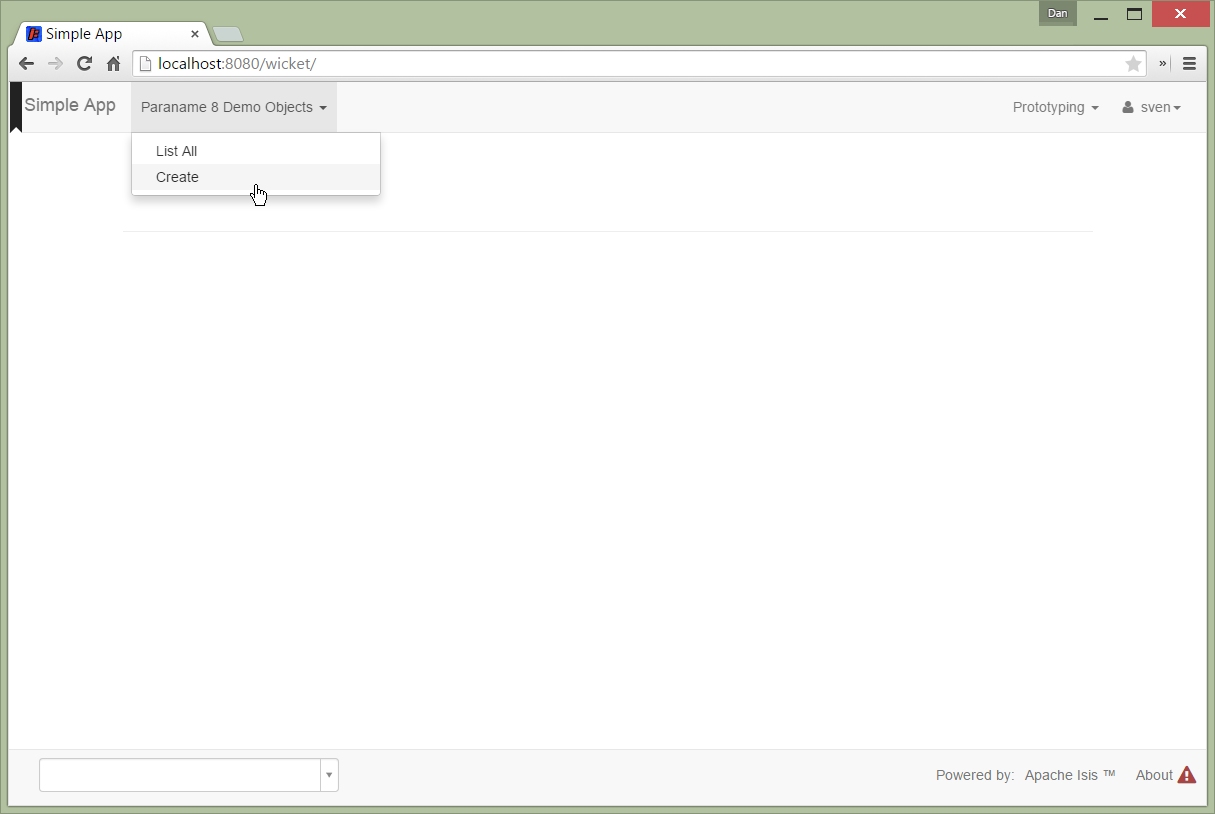 Dan
Simple App
localhost:8080/wicket/
»
Simple App Paraname 8 Demo Objects Prototyping sven
List All
Create
Powered by: Apache Isis ™ About